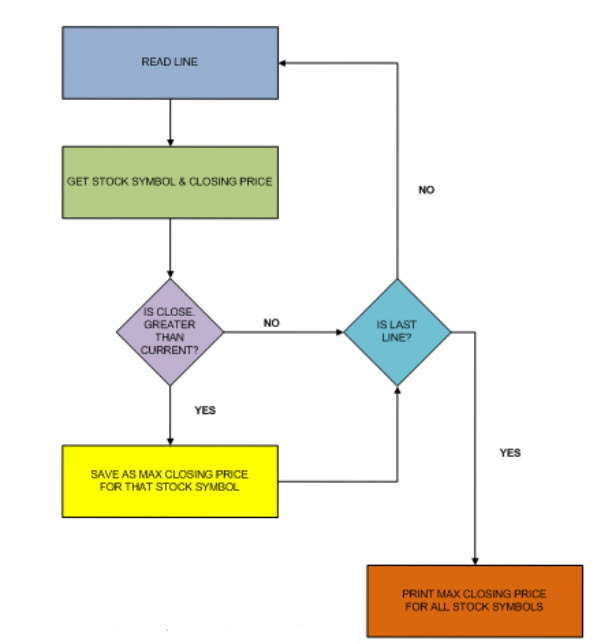 READ LINE
GET STOCK SYMBOL & CLOSING PRICE
IS CLOSE.
GREATER
THAN
CURRENT?
NO
IS LAST
LINE?
NO
YES
SAVE AS MAX CLOSING PRICE
FOR THAT STOCK SYMBOL
YES
PRINT MAX CLOSING PRICE
FOR ALL STOCK SYMBOLS